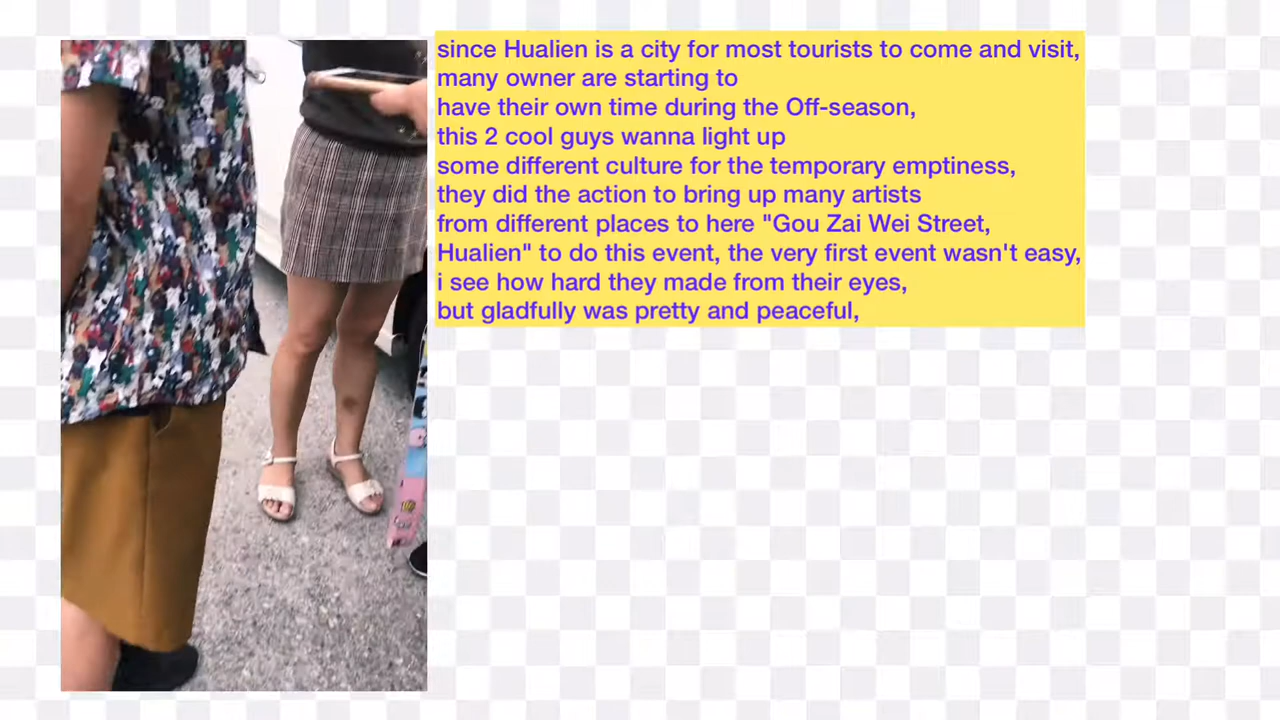 since Hualien is a city for most tourists to come and visit,
many owner are starting to
have their own time during the Off-season,
this 2 cool guys wanna light up
some different culture for the temporary emptiness,
they did the action to bring up many artists
from different places to here "Gou Zai Wei Street,
Hualien" to do this event, the very first event wasn't easy,
i see how hard they made from their eyes,
but gladfully was pretty and peaceful,